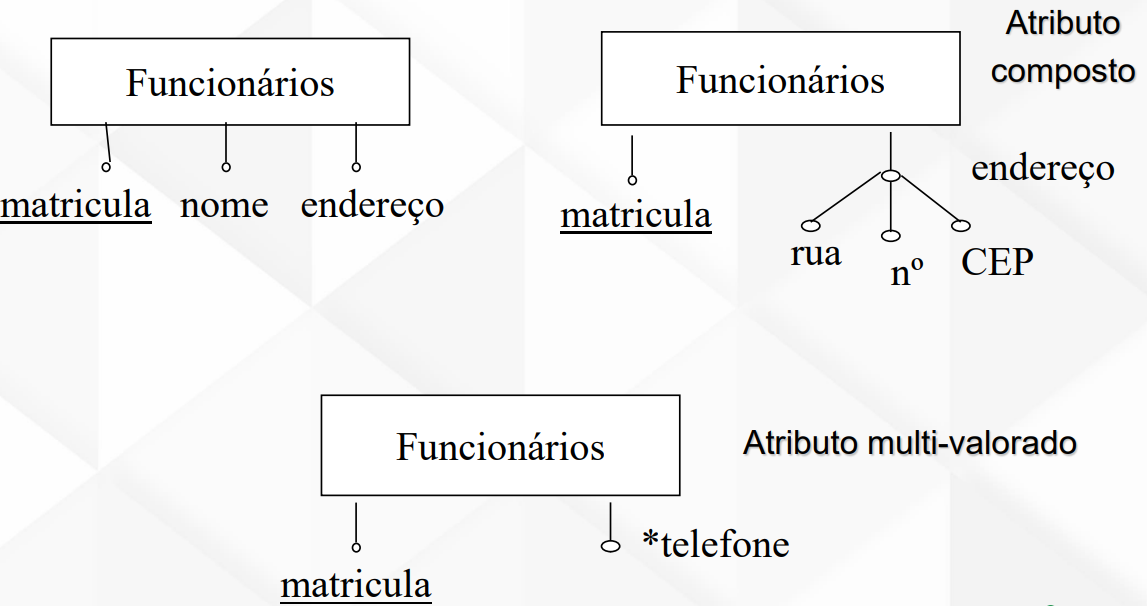 Funcionários
matricula nome endereço
Atributo
composto
Funcionários
endereço
matricula
rua
nº
CEP
Funcionários
Atributo multi-valorado
*telefone
matricula